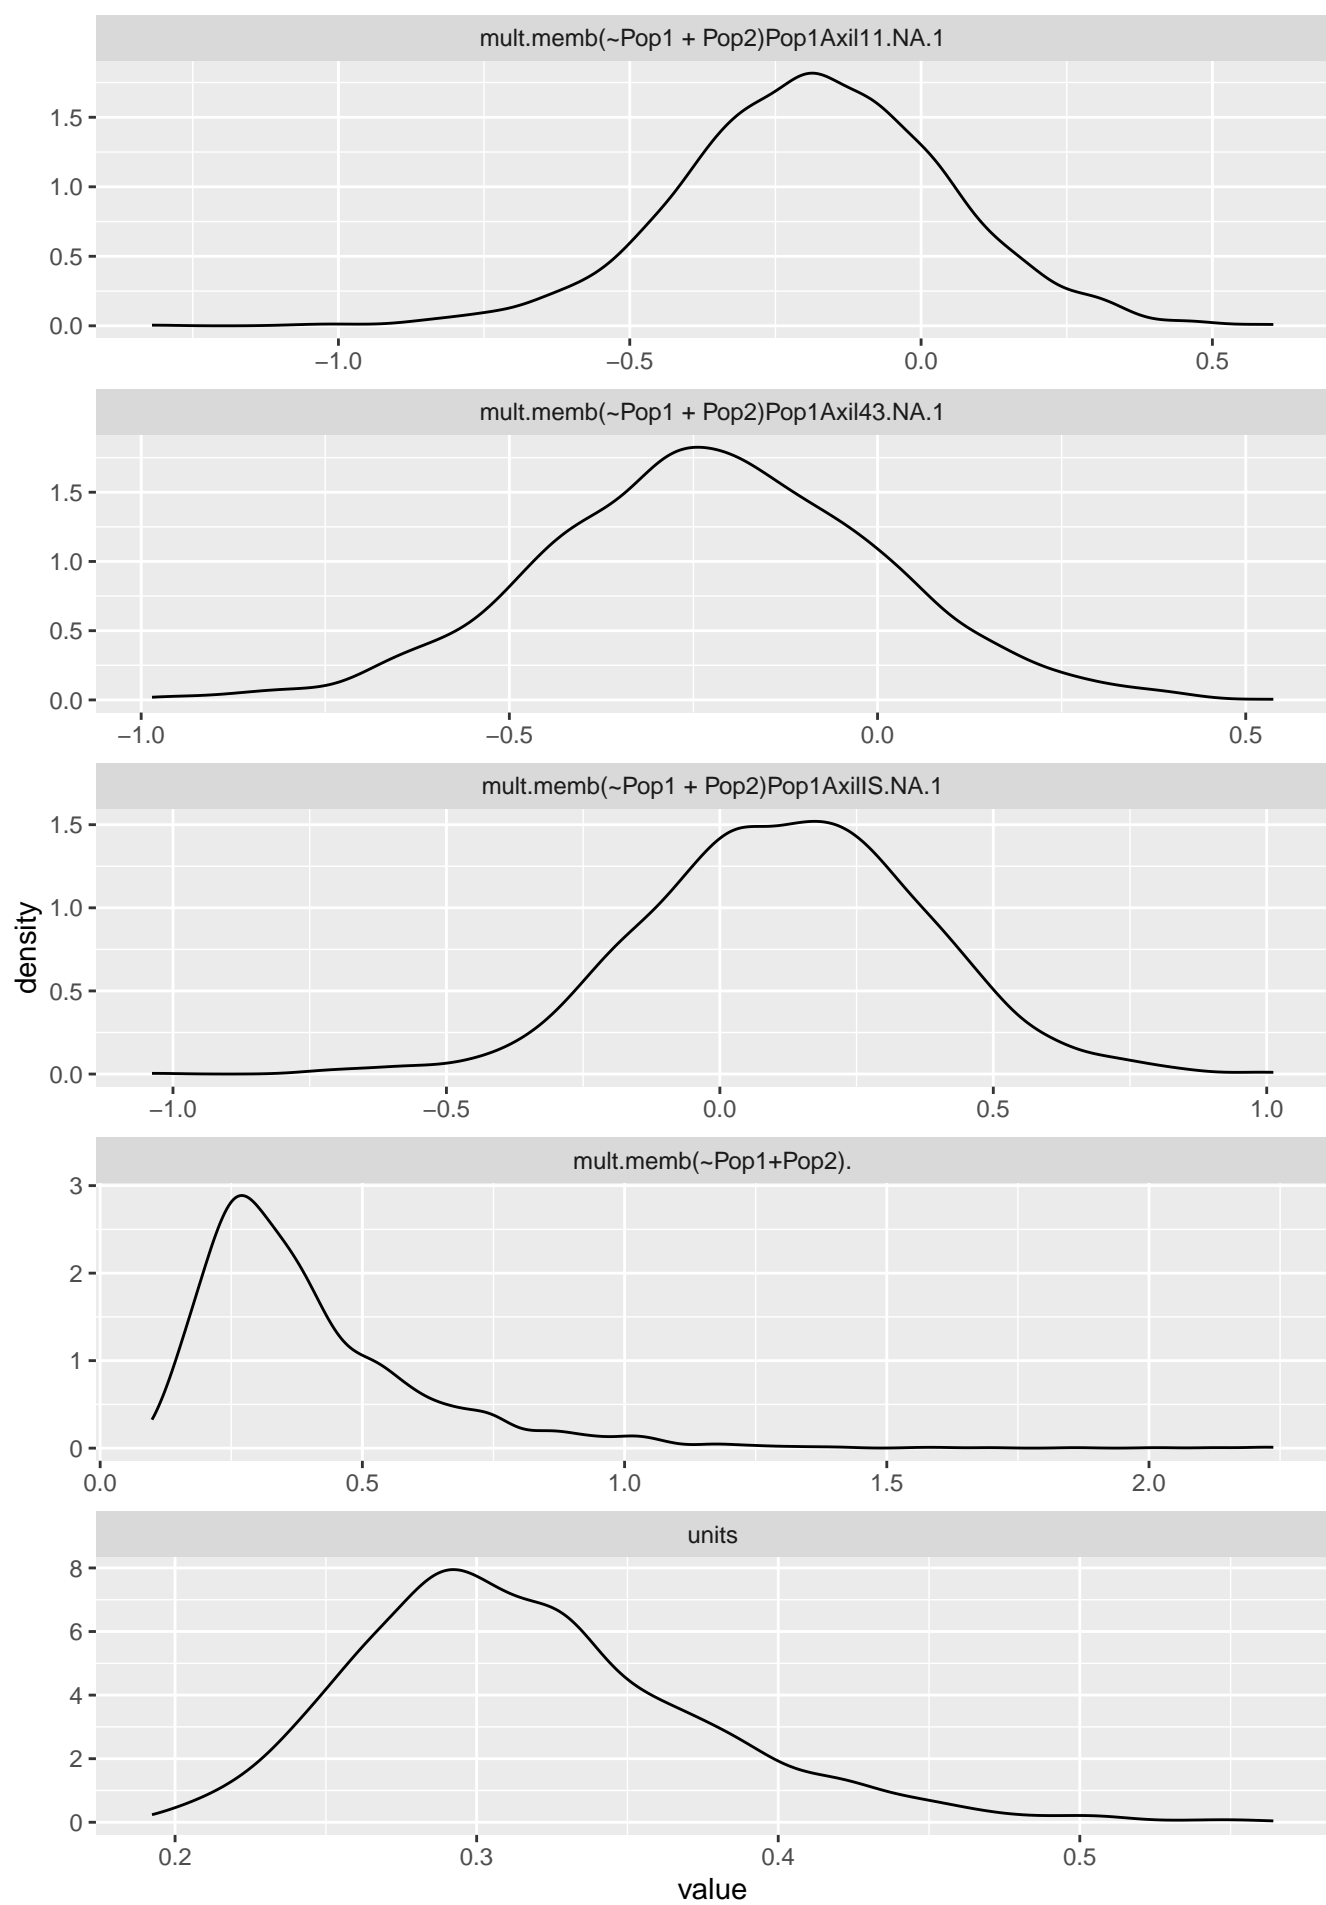 mult.memb(~Pop1 + Pop2)Pop1Axil11.NA.1
1.5
1.0
0.5
0.0
−1.0 −0.5 0.0 0.5
mult.memb(~Pop1 + Pop2)Pop1Axil43.NA.1
1.5
1.0
0.5
0.0
−1.0 −0.5 0.0 0.5
mult.memb(~Pop1 + Pop2)Pop1AxilIS.NA.1
1.5
1.0
0.5
0.0
−1.0 −0.5 0.0 0.5 1.0
density
mult.memb(~Pop1+Pop2).
3
2
1
0
0.0 0.5 1.0 1.5 2.0
units
8
6
4
2
0
0.2 0.3 0.4 0.5
value